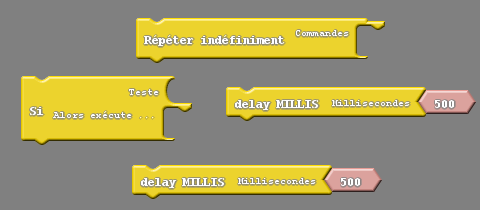 Répéter indéfiniment Commandes
Si Teste
Alors exécute ...
delay MILLIS Millisecondes 500
delay MILLIS Millisecondes 500